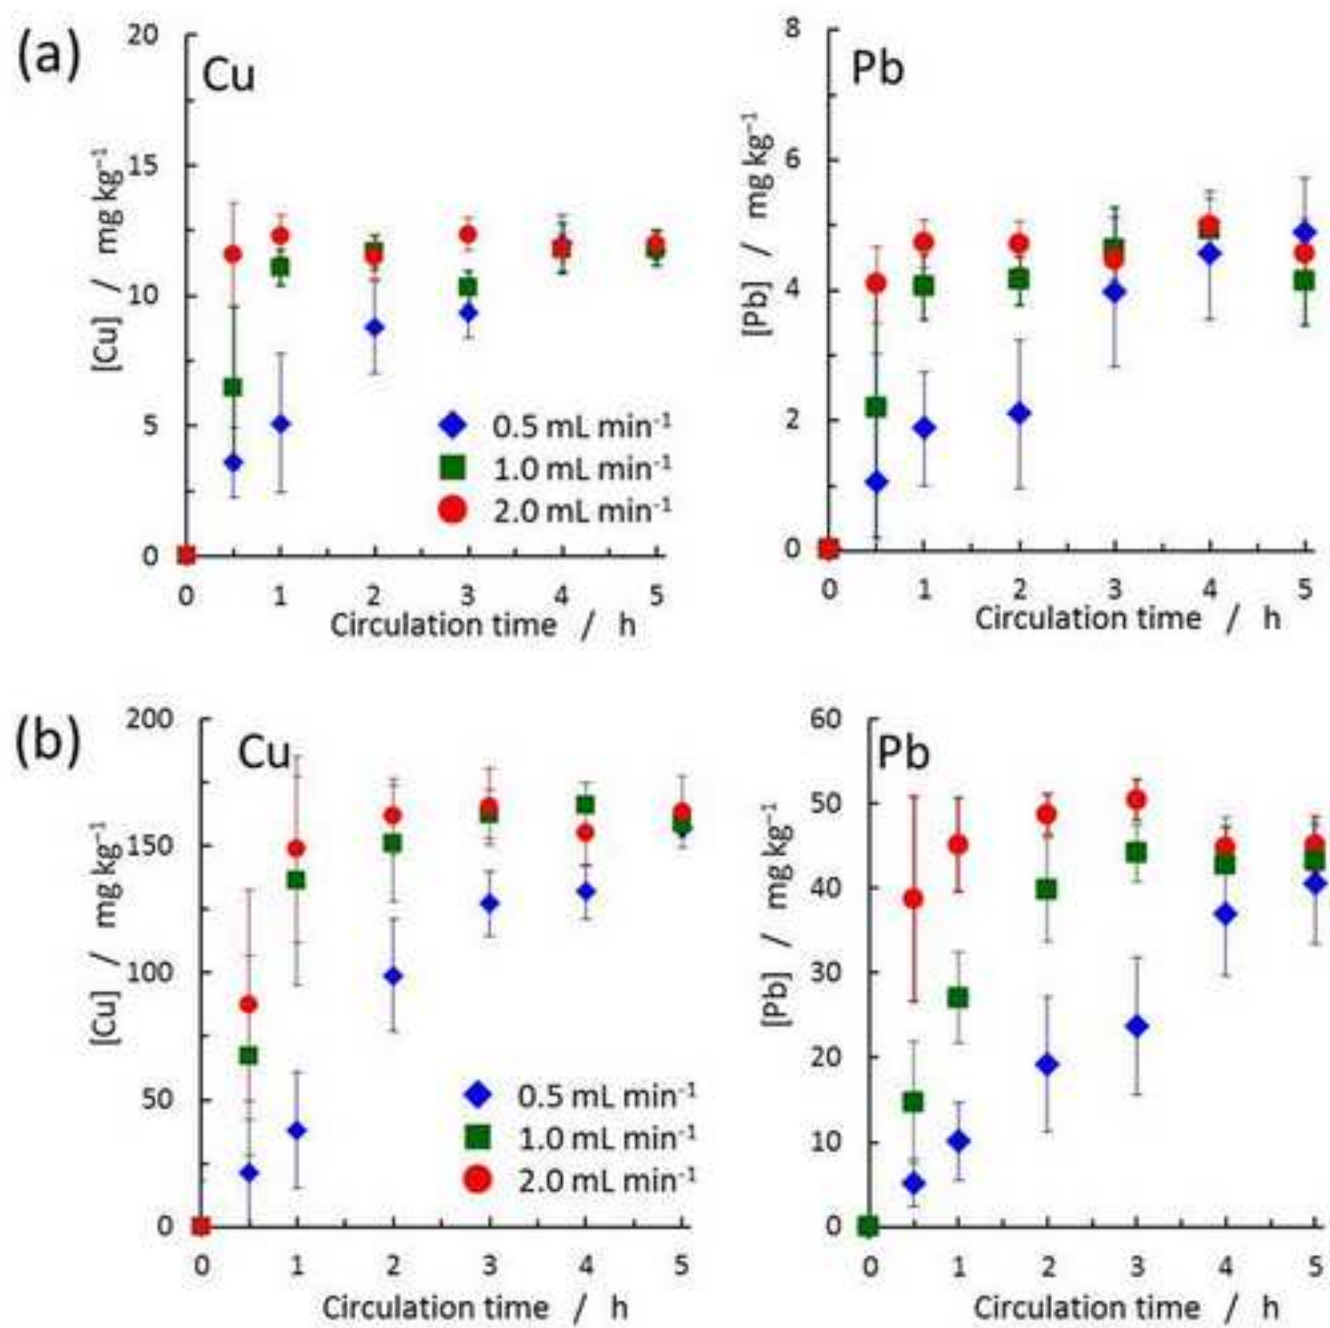 (a)
Cu
20
15
10
5
0
[Cu] / mg kg⁻¹
0.5 mL min⁻¹
1.0 mL min⁻¹
2.0 mL min⁻¹
0 1 2 3 4 5
Circulation time / h
Pb
8
6
4
2
0
[Pb] / mg kg⁻¹
0 1 2 3 4 5
Circulation time / h
(b)
Cu
200
150
100
50
0
[Cu] / mg kg⁻¹
0.5 mL min⁻¹
1.0 mL min⁻¹
2.0 mL min⁻¹
0 1 2 3 4 5
Circulation time / h
Pb
60
50
40
30
20
10
0
[Pb] / mg kg⁻¹
0 1 2 3 4 5
Circulation time / h